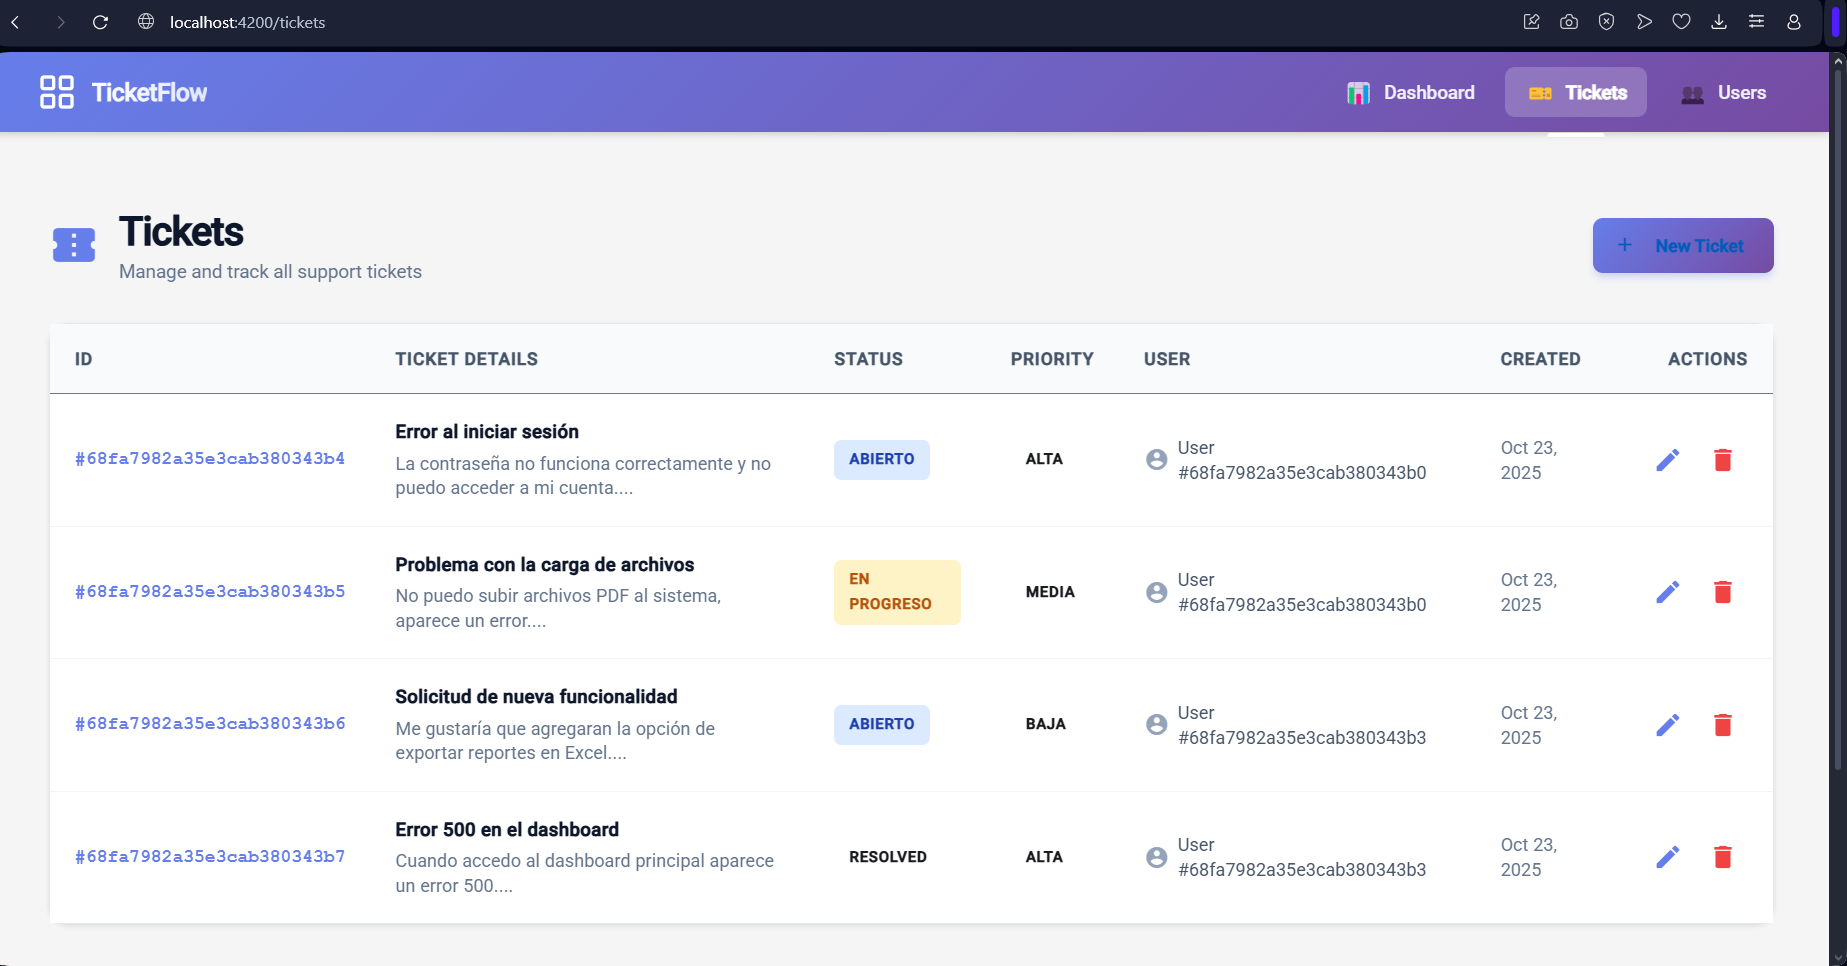 localhost:4200/tickets
TicketFlow
Dashboard
Tickets
Users
Tickets
Manage and track all support tickets
+ New Ticket
ID TICKET DETAILS STATUS PRIORITY USER CREATED ACTIONS
#68fa7982a35e3cab380343b4
Error al iniciar sesión
La contraseña no funciona correctamente y no
puedo acceder a mi cuenta....
ABIERTO
ALTA
User
#68fa7982a35e3cab380343b0
Oct 23,
2025
#68fa7982a35e3cab380343b5
Problema con la carga de archivos
No puedo subir archivos PDF al sistema,
aparece un error....
EN
PROGRESO
MEDIA
User
#68fa7982a35e3cab380343b0
Oct 23,
2025
#68fa7982a35e3cab380343b6
Solicitud de nueva funcionalidad
Me gustaría que agregaran la opción de
exportar reportes en Excel....
ABIERTO
BAJA
User
#68fa7982a35e3cab380343b3
Oct 23,
2025
#68fa7982a35e3cab380343b7
Error 500 en el dashboard
Cuando accedo al dashboard principal aparece
un error 500....
RESOLVED
ALTA
User
#68fa7982a35e3cab380343b3
Oct 23,
2025